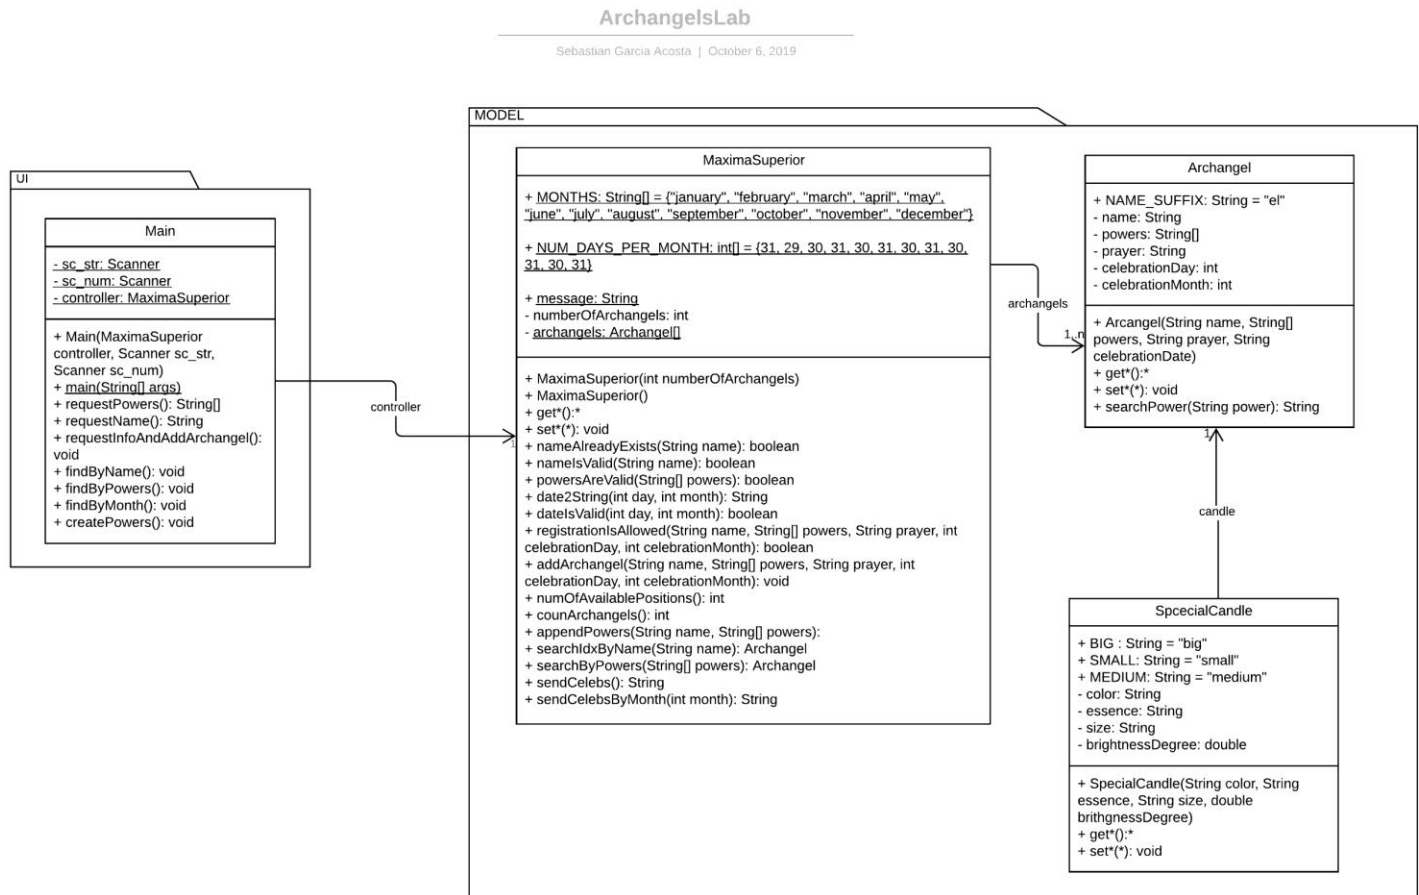 ArchangelsLab
Sebastian Garcia Acosta | October 6, 2019
UI
Main
- sc_str: Scanner
- sc_num: Scanner
- controller: MaximaSuperior
+ Main(MaximaSuperior
controller, Scanner sc_str,
Scanner sc_num)
+ main(String[] args)
+ requestPowers(): String[]
+ requestName(): String
+ requestInfoAndAddArchangel():
void
+ findByName(): void
+ findByPowers(): void
+ findByMonth(): void
+ createPowers(): void
controller
1
MODEL
MaximaSuperior
+ MONTHS: String[] = {"january", "february", "march", "april", "may",
"june", "july", "august", "september", "october", "november", "december"}
+ NUM_DAYS_PER_MONTH: int[] = {31, 29, 30, 31, 30, 31, 30, 31, 30,
31, 30, 31}
+ message: String
- numberOfArchangels: int
- archangels: Archangel[]
+ MaximaSuperior(int numberOfArchangels)
+ MaximaSuperior()
+ get*():*
+ set*(*): void
+ nameAlreadyExists(String name): boolean
+ nameIsValid(String name): boolean
+ powersAreValid(String[] powers): boolean
+ date2String(int day, int month): String
+ dateIsValid(int day, int month): boolean
+ registrationIsAllowed(String name, String[] powers, String prayer, int
celebrationDay, int celebrationMonth): boolean
+ addArchangel(String name, String[] powers, String prayer, int
celebrationDay, int celebrationMonth): void
+ numOfAvailablePositions(): int
+ counArchangels(): int
+ appendPowers(String name, String[] powers):
+ searchIdxByName(String name): Archangel
+ searchByPowers(String[] powers): Archangel
+ sendCelebs(): String
+ sendCelebsByMonth(int month): String
archangels
1..n
Archangel
+ NAME_SUFFIX: String = "el"
- name: String
- powers: String[]
- prayer: String
- celebrationDay: int
- celebrationMonth: int
+ Arcangel(String name, String[]
powers, String prayer, String
celebrationDate)
+ get*():*
+ set*(*): void
+ searchPower(String power): String
1
candle
SpcecialCandle
+ BIG : String = "big"
+ SMALL: String = "small"
+ MEDIUM: String = "medium"
- color: String
- essence: String
- size: String
- brightnessDegree: double
+ SpecialCandle(String color, String
essence, String size, double
brithgnessDegree)
+ get*():*
+ set*(*): void